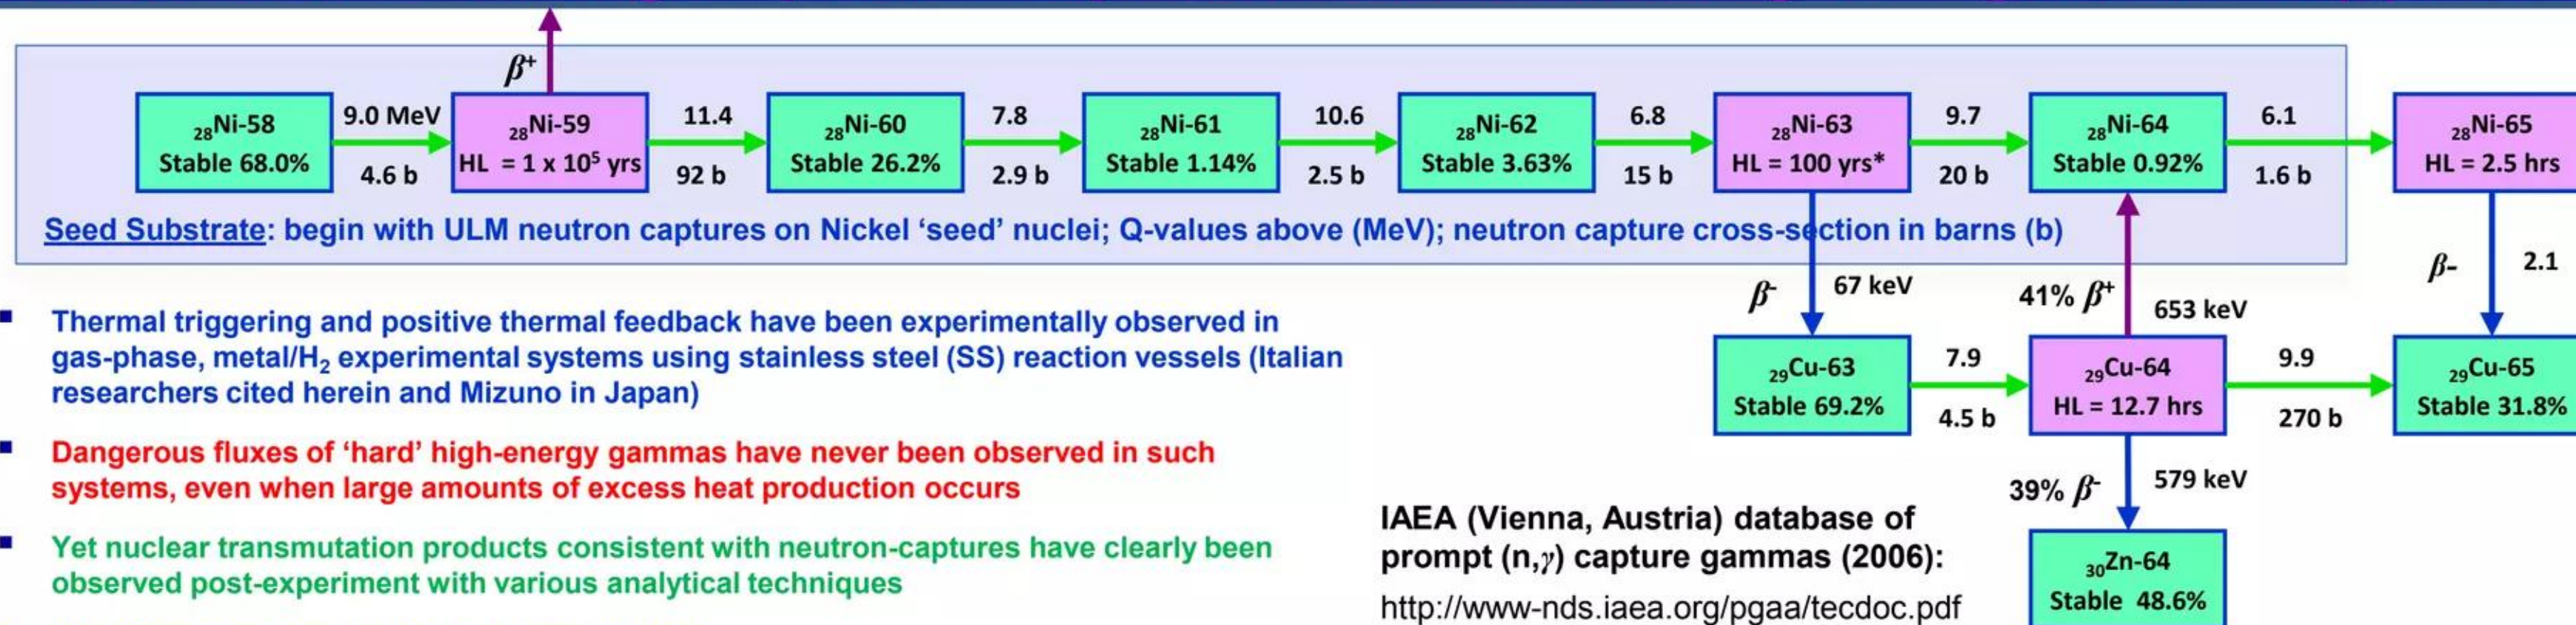 β+
28Ni-58
Stable 68.0%
9.0 MeV
4.6 b
28Ni-59
HL = 1 x 10⁵ yrs
11.4
92 b
28Ni-60
Stable 26.2%
7.8
2.9 b
28Ni-61
Stable 1.14%
10.6
2.5 b
28Ni-62
Stable 3.63%
6.8
15 b
28Ni-63
HL = 100 yrs*
9.7
20 b
28Ni-64
Stable 0.92%
6.1
1.6 b
28Ni-65
HL = 2.5 hrs
Seed Substrate: begin with ULM neutron captures on Nickel ‘seed’ nuclei; Q-values above (MeV); neutron capture cross-section in barns (b)
β-
67 keV
41% β+
653 keV
β-
2.1
29Cu-63
Stable 69.2%
7.9
4.5 b
29Cu-64
HL = 12.7 hrs
9.9
270 b
29Cu-65
Stable 31.8%
39% β-
579 keV
30Zn-64
Stable 48.6%
▪ Thermal triggering and positive thermal feedback have been experimentally observed in
gas-phase, metal/H₂ experimental systems using stainless steel (SS) reaction vessels (Italian
researchers cited herein and Mizuno in Japan)
▪ Dangerous fluxes of ‘hard’ high-energy gammas have never been observed in such
systems, even when large amounts of excess heat production occurs
▪ Yet nuclear transmutation products consistent with neutron-captures have clearly been
observed post-experiment with various analytical techniques
IAEA (Vienna, Austria) database of
prompt (n,γ) capture gammas (2006):
http://www-nds.iaea.org/pgaa/tecdoc.pdf